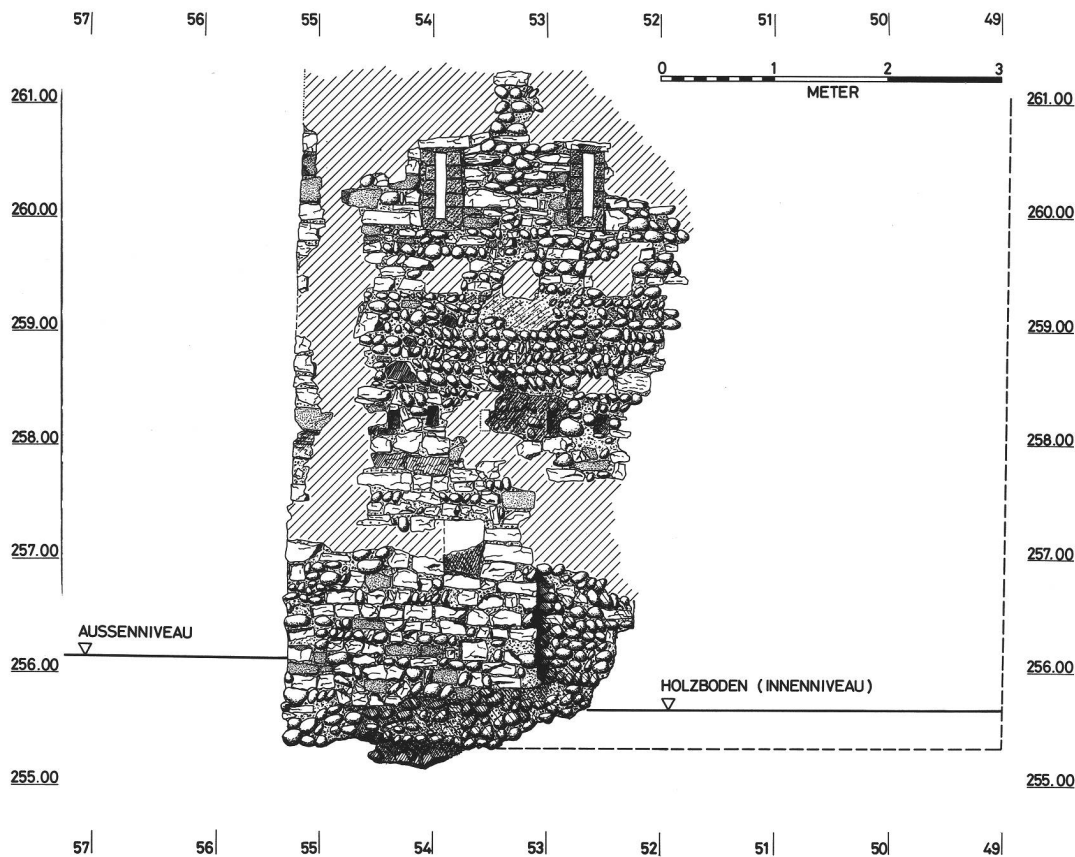 57 56 55 54 53 52 51 50 49
0 1 2 3
METER
261.00 261.00
260.00 260.00
259.00 259.00
258.00 258.00
257.00 257.00
AUSSENNIVEAU
256.00 256.00
HOLZBODEN (INNENNIVEAU)
255.00 255.00
57 56 55 54 53 52 51 50 49